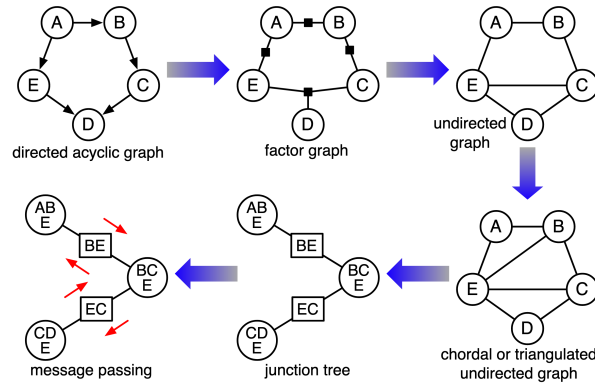 A B
E C
D
directed acyclic graph
A B
E C
D
factor graph
A B
E C
D
undirected
graph
AB
E
BE
BC
E
EC
CD
E
message passing
AB
E
BE
BC
E
EC
CD
E
junction tree
A B
E C
D
chordal or triangulated
undirected graph